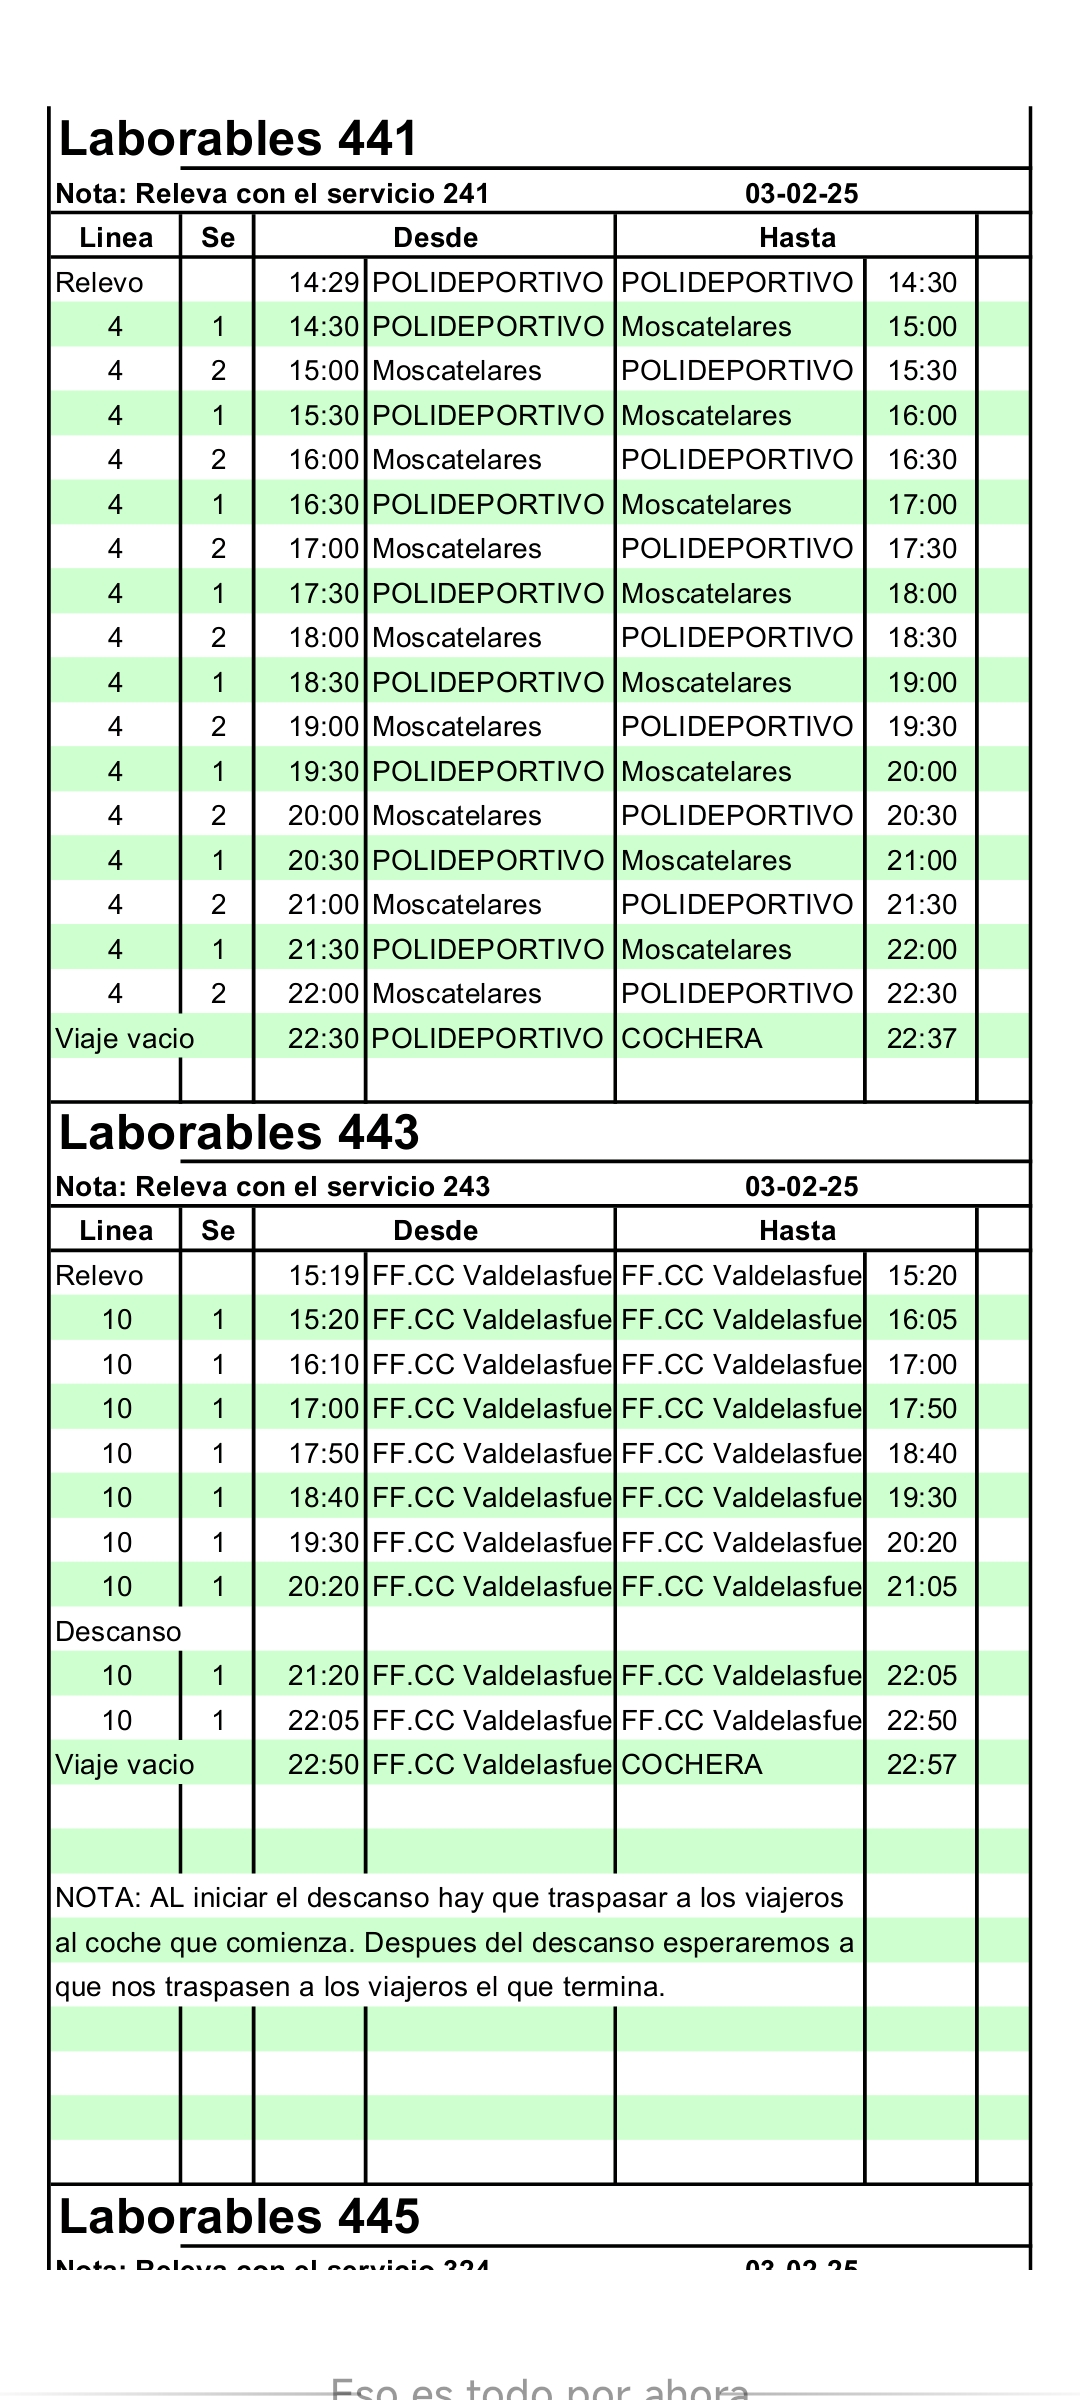 Laborables 441
Nota: Releva con el servicio 241 03-02-25
Linea Se Desde Hasta
Relevo 14:29 POLIDEPORTIVO POLIDEPORTIVO 14:30
4 1 14:30 POLIDEPORTIVO Moscatelares 15:00
4 2 15:00 Moscatelares POLIDEPORTIVO 15:30
4 1 15:30 POLIDEPORTIVO Moscatelares 16:00
4 2 16:00 Moscatelares POLIDEPORTIVO 16:30
4 1 16:30 POLIDEPORTIVO Moscatelares 17:00
4 2 17:00 Moscatelares POLIDEPORTIVO 17:30
4 1 17:30 POLIDEPORTIVO Moscatelares 18:00
4 2 18:00 Moscatelares POLIDEPORTIVO 18:30
4 1 18:30 POLIDEPORTIVO Moscatelares 19:00
4 2 19:00 Moscatelares POLIDEPORTIVO 19:30
4 1 19:30 POLIDEPORTIVO Moscatelares 20:00
4 2 20:00 Moscatelares POLIDEPORTIVO 20:30
4 1 20:30 POLIDEPORTIVO Moscatelares 21:00
4 2 21:00 Moscatelares POLIDEPORTIVO 21:30
4 1 21:30 POLIDEPORTIVO Moscatelares 22:00
4 2 22:00 Moscatelares POLIDEPORTIVO 22:30
Viaje vacio 22:30 POLIDEPORTIVO COCHERA 22:37
Laborables 443
Nota: Releva con el servicio 243 03-02-25
Linea Se Desde Hasta
Relevo 15:19 FF.CC Valdelasfue FF.CC Valdelasfue 15:20
10 1 15:20 FF.CC Valdelasfue FF.CC Valdelasfue 16:05
10 1 16:10 FF.CC Valdelasfue FF.CC Valdelasfue 17:00
10 1 17:00 FF.CC Valdelasfue FF.CC Valdelasfue 17:50
10 1 17:50 FF.CC Valdelasfue FF.CC Valdelasfue 18:40
10 1 18:40 FF.CC Valdelasfue FF.CC Valdelasfue 19:30
10 1 19:30 FF.CC Valdelasfue FF.CC Valdelasfue 20:20
10 1 20:20 FF.CC Valdelasfue FF.CC Valdelasfue 21:05
Descanso
10 1 21:20 FF.CC Valdelasfue FF.CC Valdelasfue 22:05
10 1 22:05 FF.CC Valdelasfue FF.CC Valdelasfue 22:50
Viaje vacio 22:50 FF.CC Valdelasfue COCHERA 22:57
NOTA: AL iniciar el descanso hay que traspasar a los viajeros
al coche que comienza. Despues del descanso esperaremos a
que nos traspasen a los viajeros el que termina.
Laborables 445
Nota: Releva con el servicio 324 03-02-25
Eso es todo por ahora